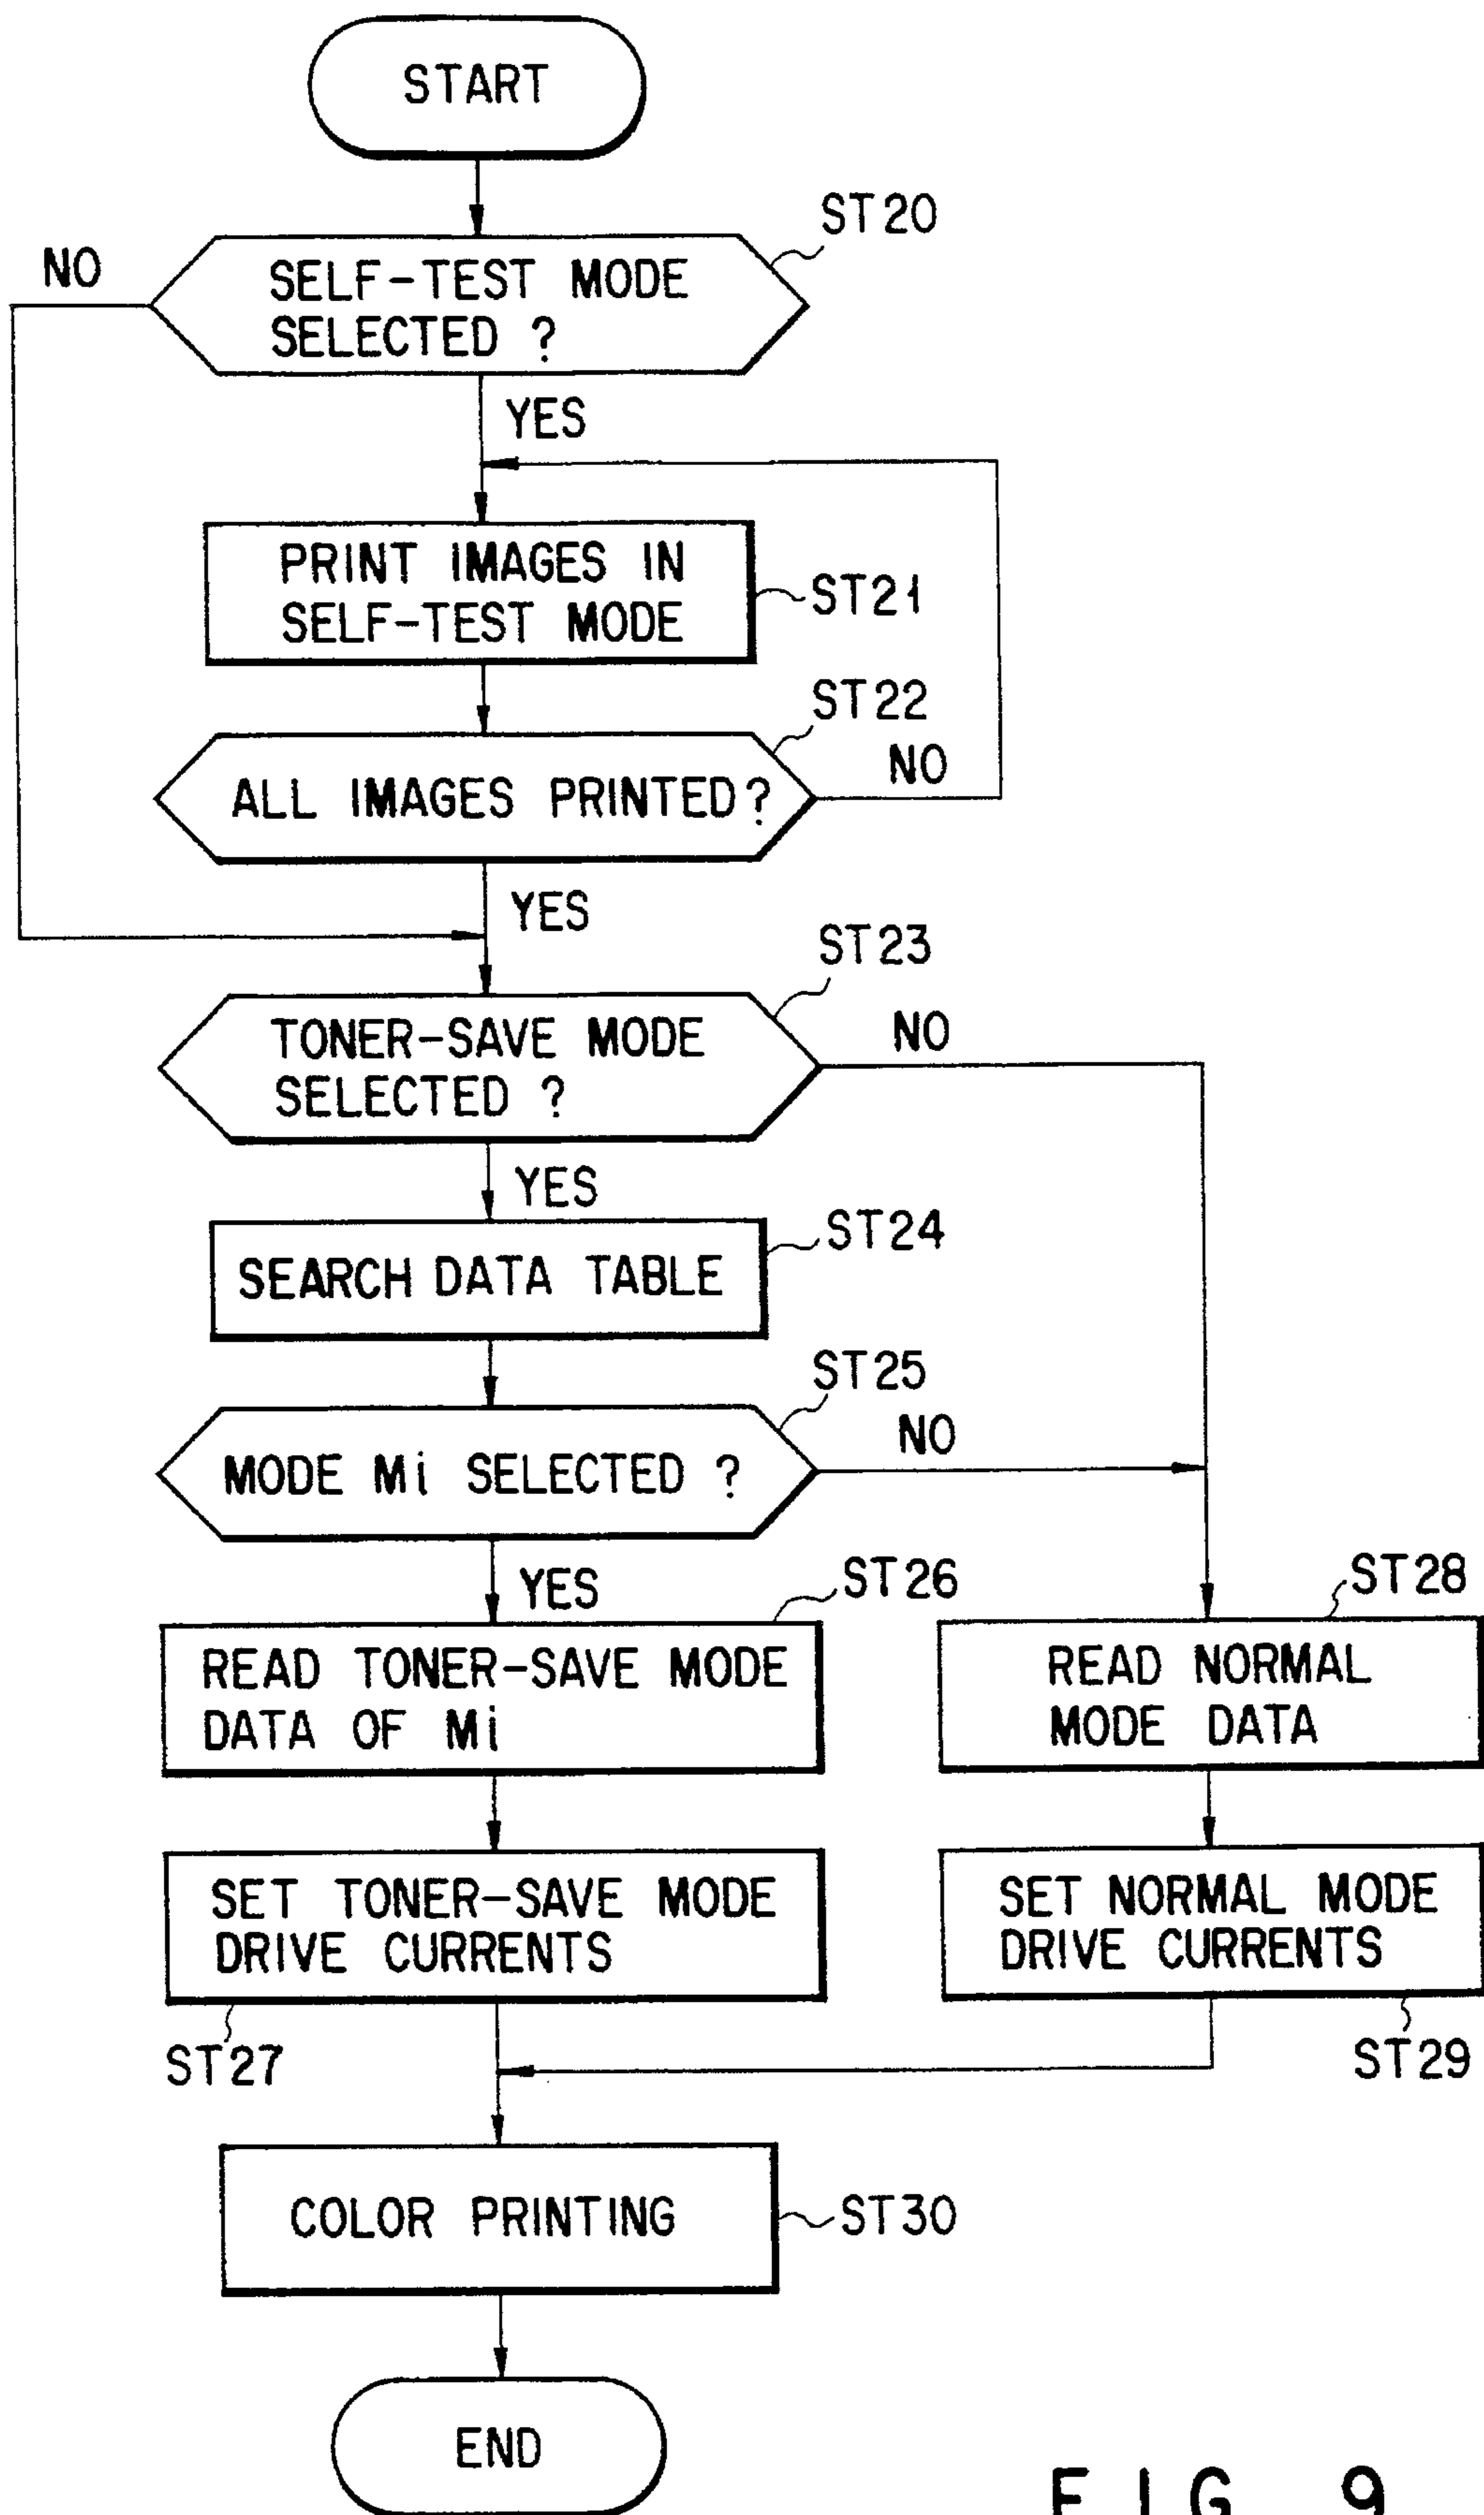 START
ST20
NO
SELF-TEST MODE
SELECTED ?
YES
PRINT IMAGES IN
SELF-TEST MODE
ST21
ST22
NO
ALL IMAGES PRINTED?
YES
ST23
NO
TONER-SAVE MODE
SELECTED ?
YES
ST24
SEARCH DATA TABLE
ST25
NO
MODE Mi SELECTED ?
YES
ST26
ST28
READ TONER-SAVE MODE
DATA OF Mi
READ NORMAL
MODE DATA
SET TONER-SAVE MODE
DRIVE CURRENTS
SET NORMAL MODE
DRIVE CURRENTS
ST27
ST29
COLOR PRINTING
ST30
END
FIG. 9